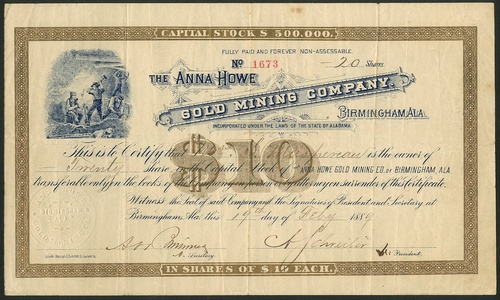 CAPITAL STOCK $ 500,000.
FULLY PAID AND FOREVER NON-ASSESSABLE.
No 1673
20 Shares
THE ANNA HOWE
GOLD MINING COMPANY.
BIRMINGHAM, ALA.
INCORPORATED UNDER THE LAWS OF THE STATE OF ALABAMA.
$10
This is to Certify that is the owner of
Twenty share in the Capital Stock of THE ANNA HOWE GOLD MINING CO. OF BIRMINGHAM, ALA
transferable only on the books of the Company in person or by attorney on surrender of this certificate.
Witness the Seal of said Company and the Signatures of President and Secretary at
Birmingham, Ala. this 19th day of Feby 1889
Secretary
President
IN SHARES OF $ 10 EACH.